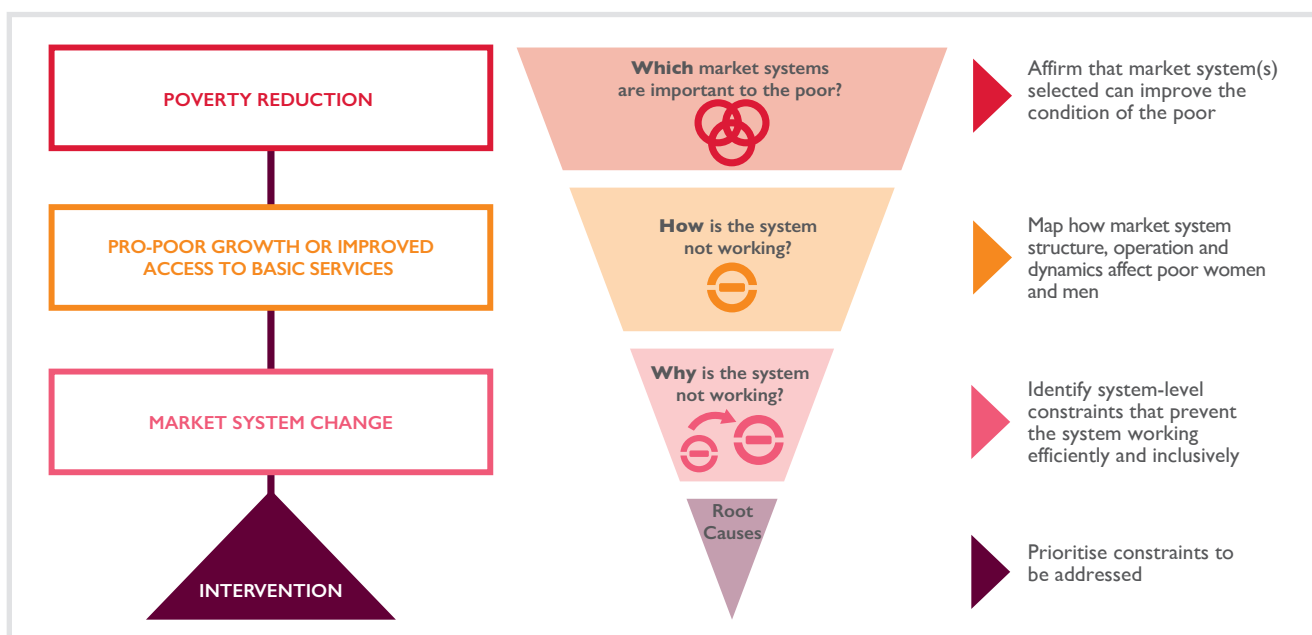 POVERTY REDUCTION
Which market systems
are important to the poor?
Affirm that market system(s)
selected can improve the
condition of the poor
PRO-POOR GROWTH OR IMPROVED
ACCESS TO BASIC SERVICES
How is the system
not working?
Map how market system
structure, operation and
dynamics affect poor women
and men
MARKET SYSTEM CHANGE
Why is the system
not working?
Identify system-level
constraints that prevent
the system working
efficiently and inclusively
INTERVENTION
Root
Causes
Prioritise constraints to
be addressed